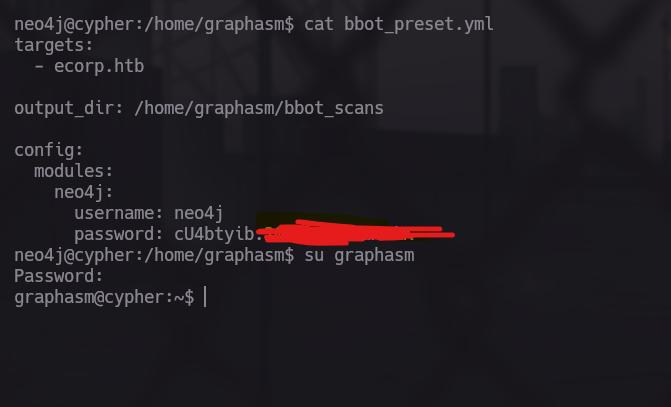 neo4j@cypher:/home/graphasm$ cat bbot_preset.yml
targets:
  - ecorp.htb
output_dir: /home/graphasm/bbot_scans
config:
  modules:
    neo4j:
      username: neo4j
      password: cU4btyib.
neo4j@cypher:/home/graphasm$ su graphasm
Password:
graphasm@cypher:~$